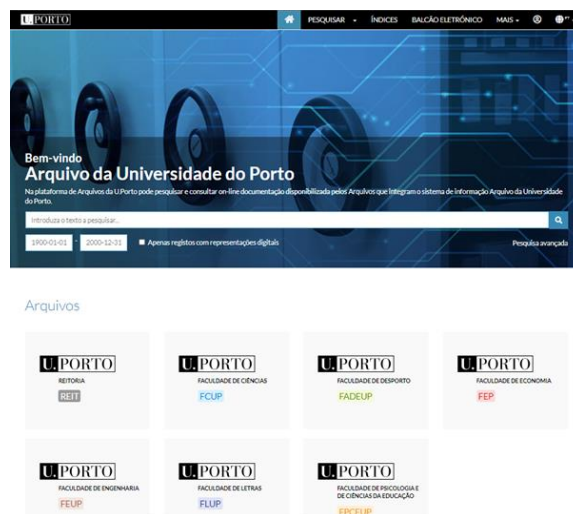 U. PORTO
PESQUISAR
ÍNDICES
BALCÃO ELETRÓNICO
MAIS
Bem-vindo
Arquivo da Universidade do Porto
Na plataforma de Arquivos da U.Porto pode pesquisar e consultar on-line documentação disponibilizada pelos Arquivos que integram o sistema de informação Arquivo da Universidade
do Porto.
Introduza o texto a pesquisar...
1900-01-01 - 2000-12-31 Apenas registos com representações digitais Pesquisa avançada
Arquivos
U. PORTO
REITORIA
REIT
U. PORTO
FACULDADE DE CIÊNCIAS
FCUP
U. PORTO
FACULDADE DE DESPORTO
FADEUP
U. PORTO
FACULDADE DE ECONOMIA
FEP
U. PORTO
FACULDADE DE ENGENHARIA
FEUP
U. PORTO
FACULDADE DE LETRAS
FLUP
U. PORTO
FACULDADE DE PSICOLOGIA E
DE CIÊNCIAS DA EDUCAÇÃO
FPCEUP